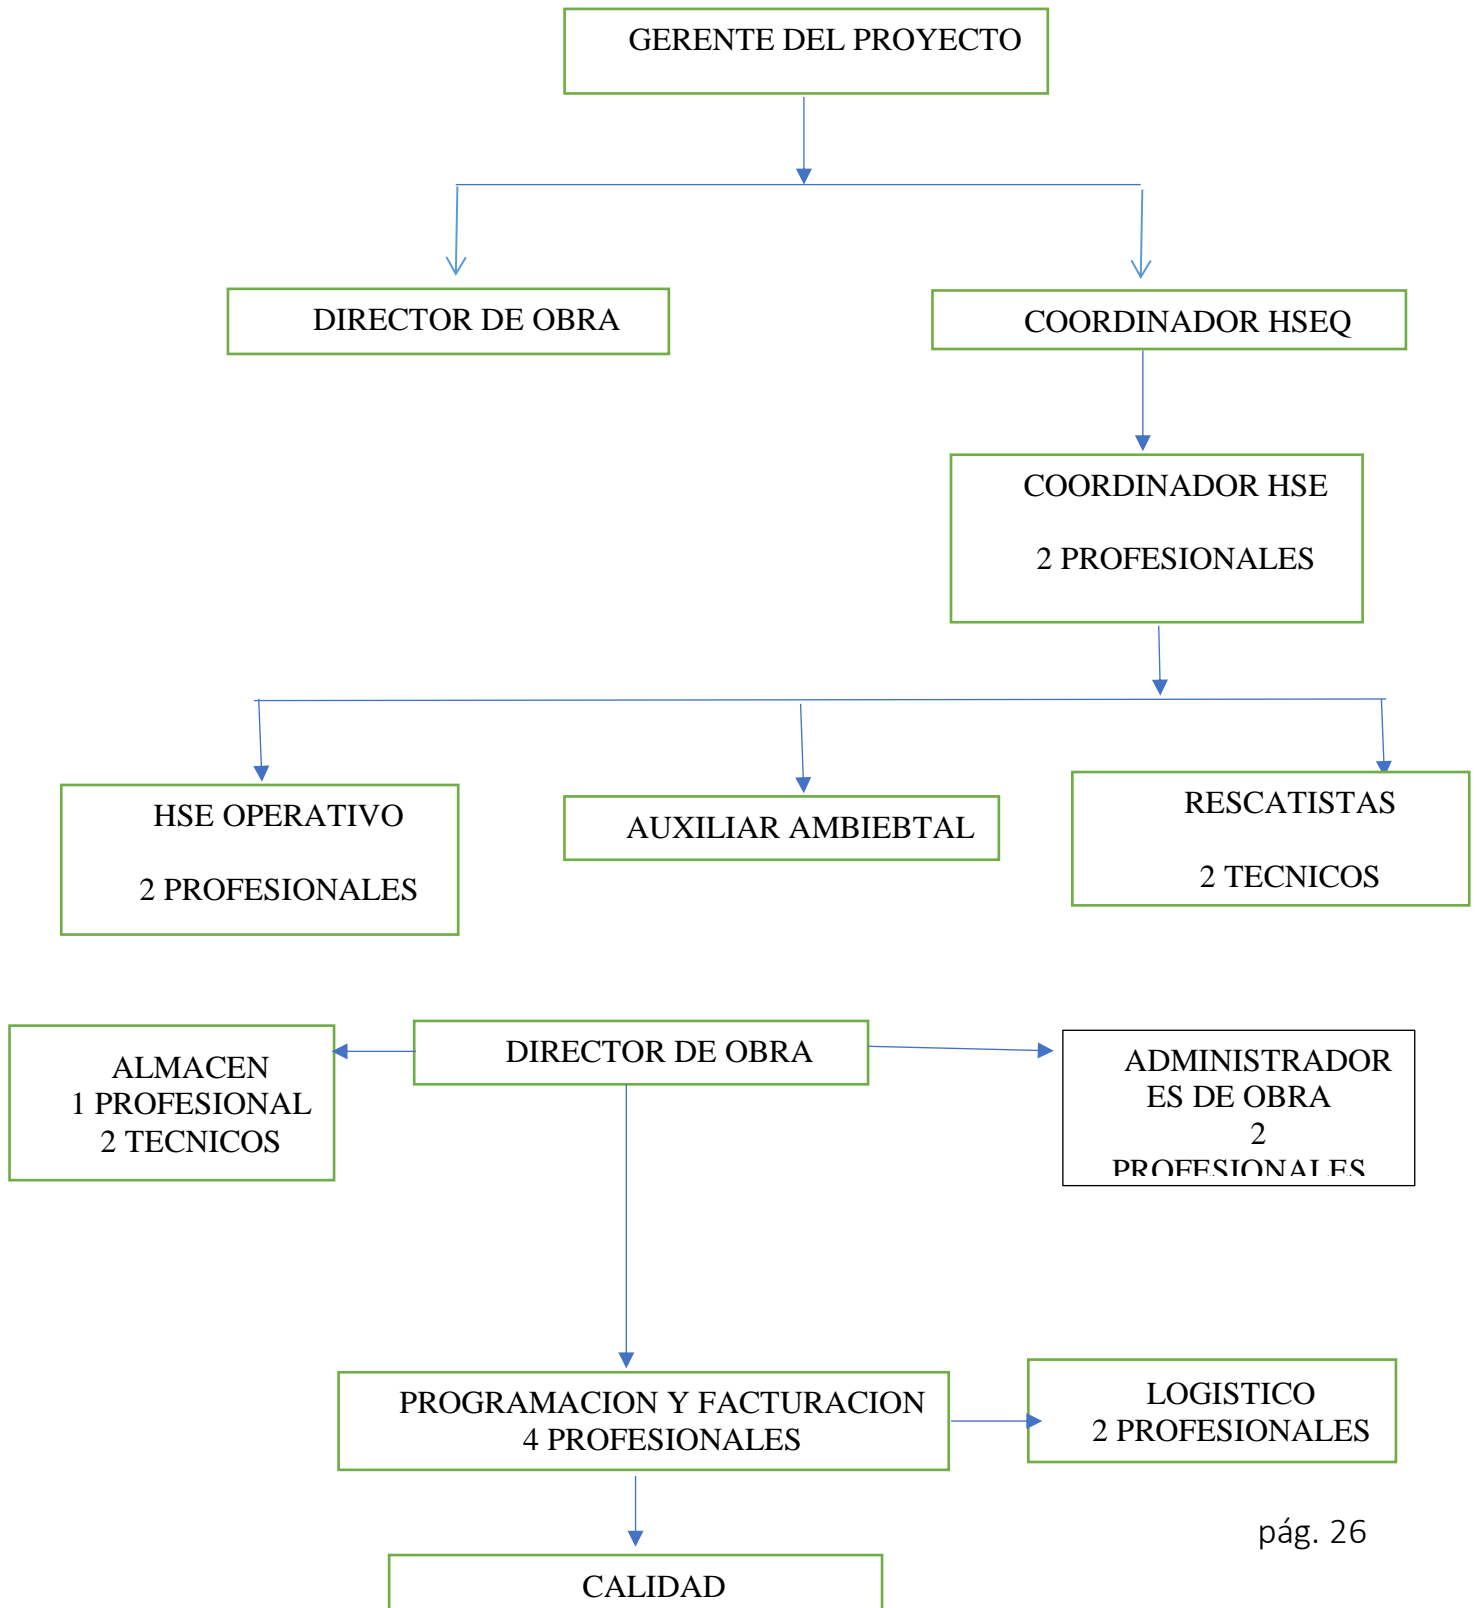 GERENTE DEL PROYECTO
DIRECTOR DE OBRA
COORDINADOR HSEQ
COORDINADOR HSE
2 PROFESIONALES
HSE OPERATIVO
2 PROFESIONALES
AUXILIAR AMBIEBTAL
RESCATISTAS
2 TECNICOS
ALMACEN
1 PROFESIONAL
2 TECNICOS
DIRECTOR DE OBRA
ADMINISTRADOR
ES DE OBRA
2
PROFESIONALES
PROGRAMACION Y FACTURACION
4 PROFESIONALES
LOGISTICO
2 PROFESIONALES
CALIDAD
pág. 26